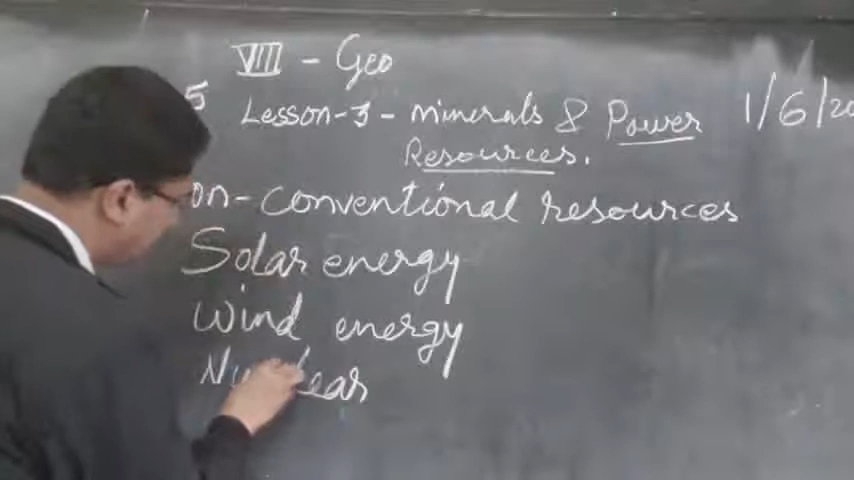 VIII - Geo
5
Lesson-3 - minerals & Power 1/6/20
Resources.
on-conventional resources
Solar energy
Wind energy
Nuclear